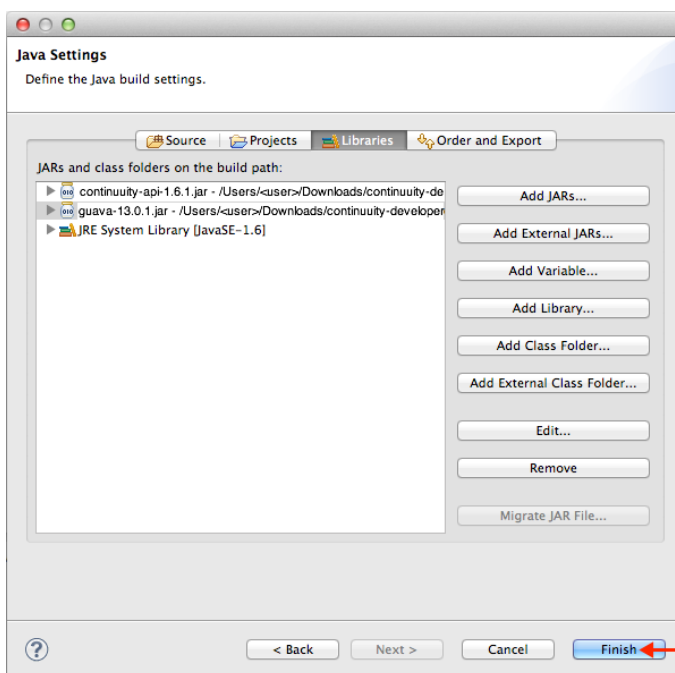 Java Settings
Define the Java build settings.
Source Projects Libraries Order and Export
JARs and class folders on the build path:
continuuity-api-1.6.1.jar - /Users/<user>/Downloads/continuuity-de
guava-13.0.1.jar - /Users/<user>/Downloads/continuuity-developer
JRE System Library [JavaSE-1.6]
Add JARs...
Add External JARs...
Add Variable...
Add Library...
Add Class Folder...
Add External Class Folder...
Edit...
Remove
Migrate JAR File...
? < Back Next > Cancel Finish